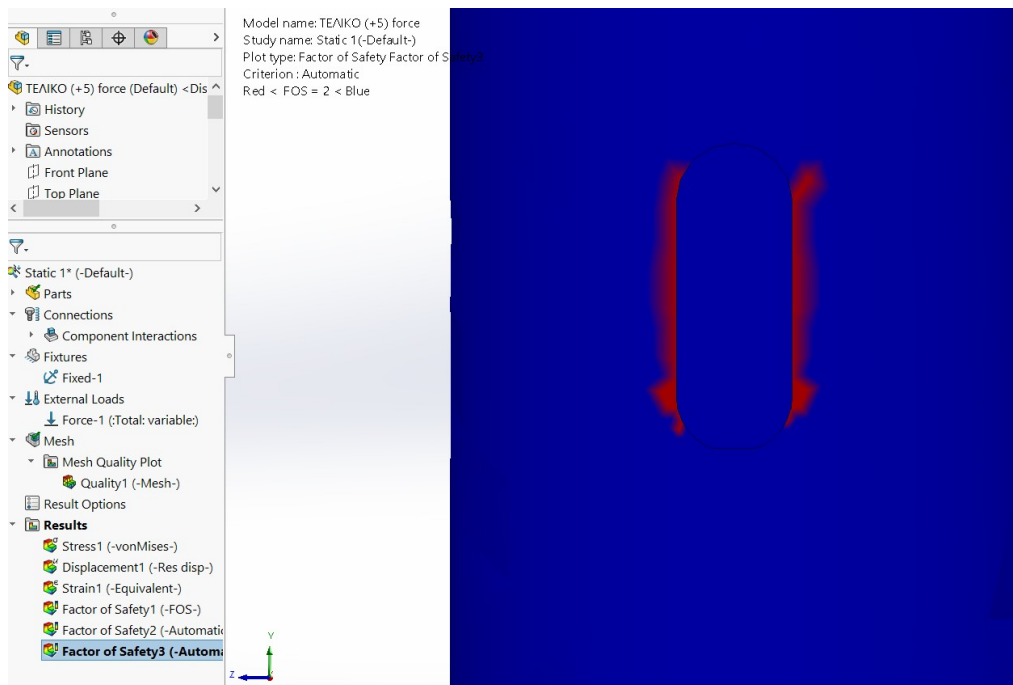 Model name: ΤΕΛΙΚΟ (+5) force
Study name: Static 1(-Default-)
Plot type: Factor of Safety Factor of Safety3
Criterion : Automatic
Red < FOS = 2 < Blue
ΤΕΛΙΚΟ (+5) force (Default) <Dis
History
Sensors
Annotations
Front Plane
Top Plane
Static 1* (-Default-)
Parts
Connections
Component Interactions
Fixtures
Fixed-1
External Loads
Force-1 (:Total: variable:)
Mesh
Mesh Quality Plot
Quality1 (-Mesh-)
Result Options
Results
Stress1 (-vonMises-)
Displacement1 (-Res disp-)
Strain1 (-Equivalent-)
Factor of Safety1 (-FOS-)
Factor of Safety2 (-Automatic
Factor of Safety3 (-Automa
Y
Z